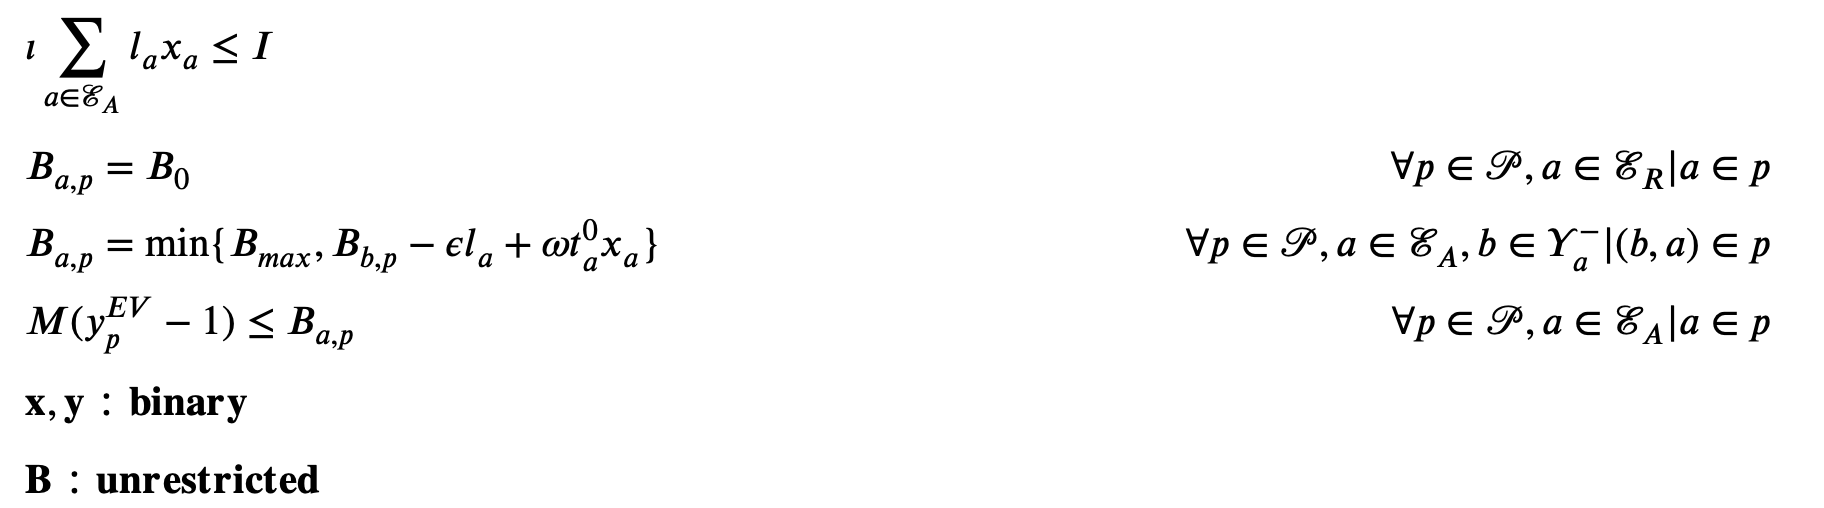 ι ∑_{a∈ℰ_A} l_a x_a ≤ I
B_{a,p} = B_0 ∀p ∈ 𝒫, a ∈ ℰ_R|a ∈ p
B_{a,p} = min{B_{max}, B_{b,p} − ϵl_a + ωt_a^0 x_a} ∀p ∈ 𝒫, a ∈ ℰ_A, b ∈ Υ_a^−|(b, a) ∈ p
M(y_p^{EV} − 1) ≤ B_{a,p} ∀p ∈ 𝒫, a ∈ ℰ_A|a ∈ p
x, y : binary
B : unrestricted